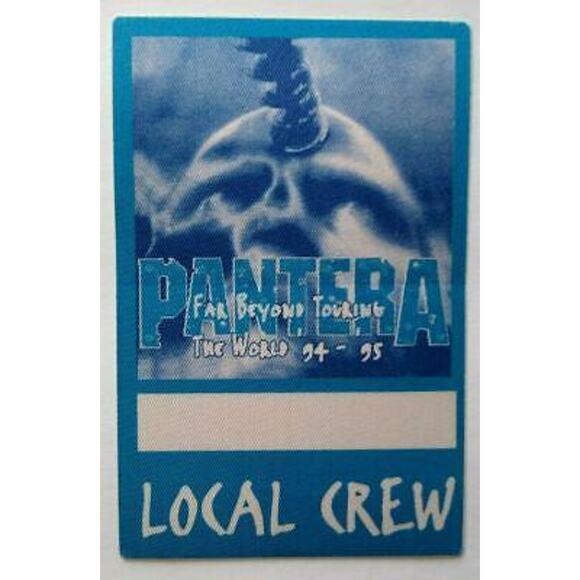 PANTERA
FAR BEYOND TOURING
THE WORLD 94 - 95
LOCAL CREW